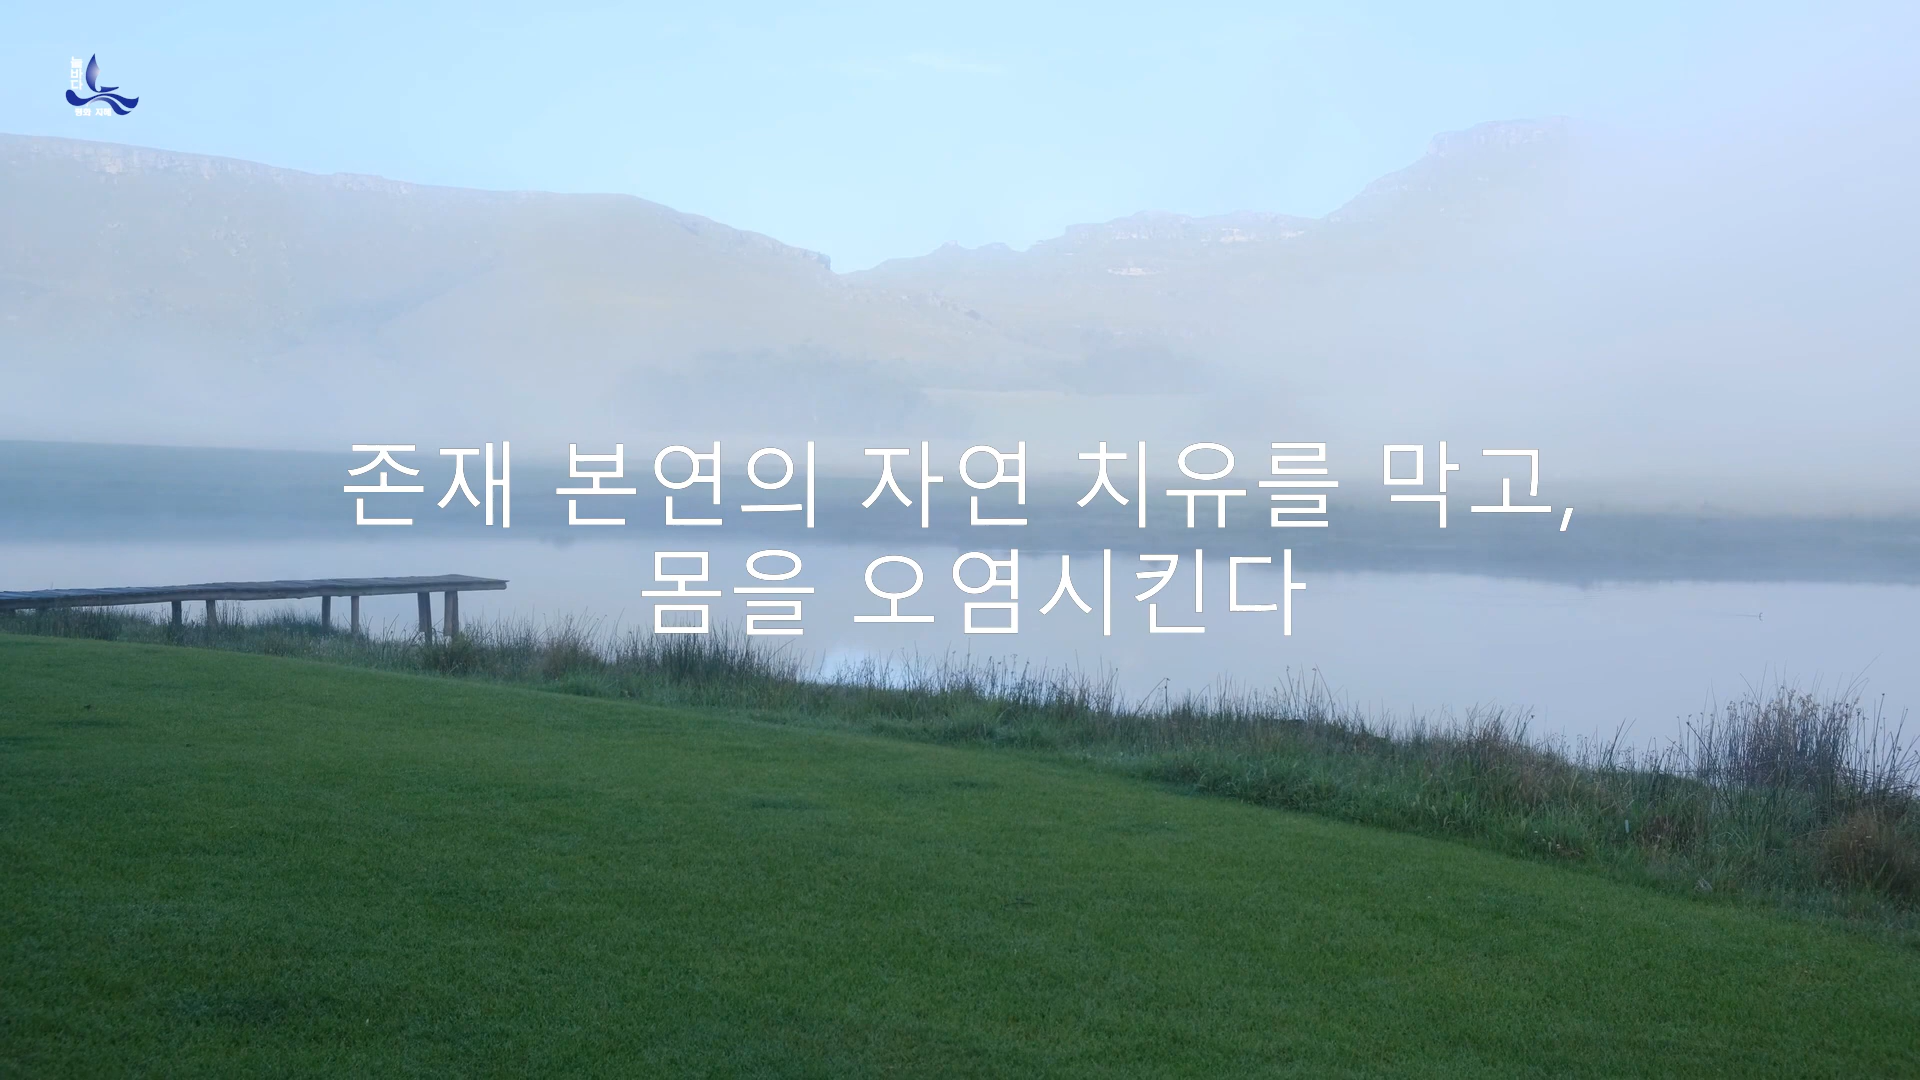 존재 본연의 자연 치유를 막고,
몸을 오염시킨다